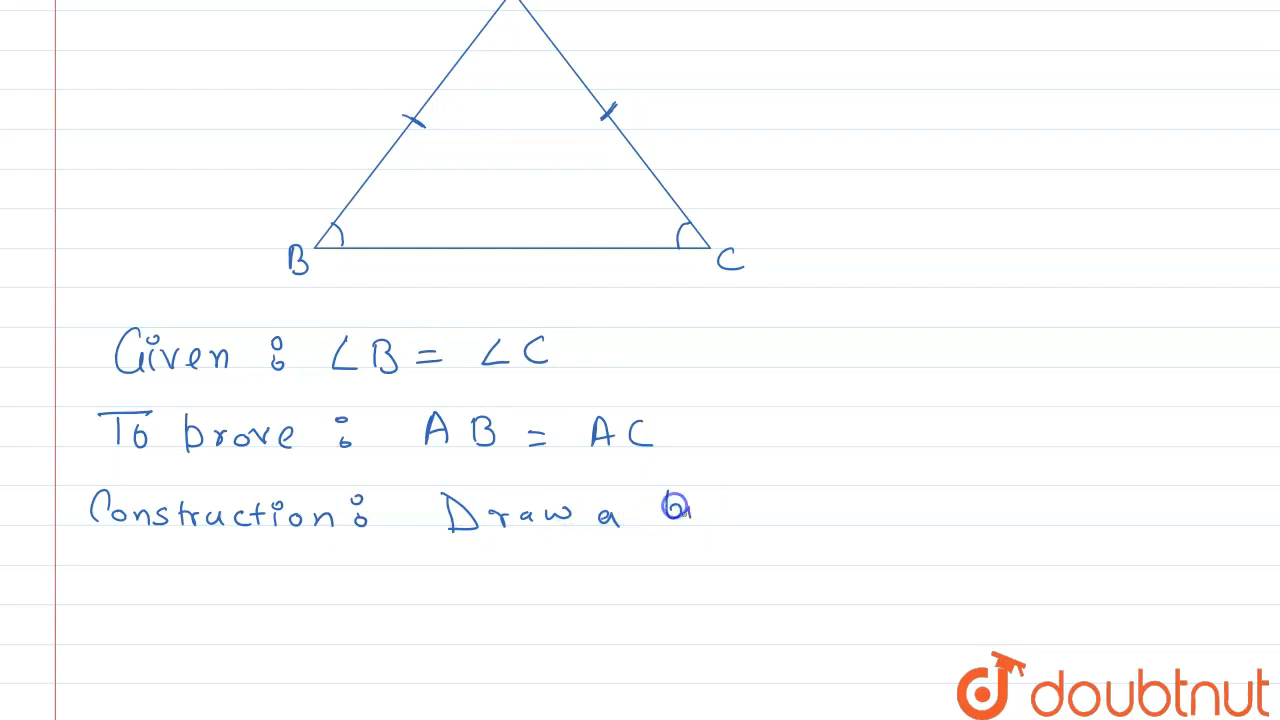 B
C
Given : ∠B = ∠C
To prove : AB = AC
Construction : Draw a
doubtnut